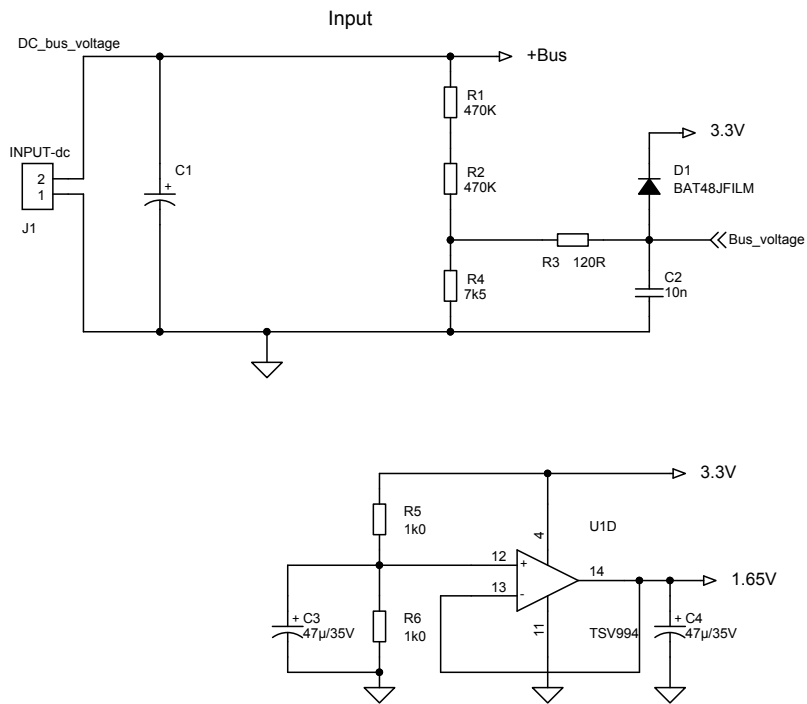 Input
DC_bus_voltage
+Bus
R1
470K
3.3V
INPUT-dc
C1
+
R2
470K
D1
BAT48JFILM
2
1
J1
Bus_voltage
R3 120R
R4
7k5
C2
10n
3.3V
R5
1k0
4
U1D
12
+
14
1.65V
13
-
+ C3
47µ/35V
R6
1k0
11
TSV994
+ C4
47µ/35V